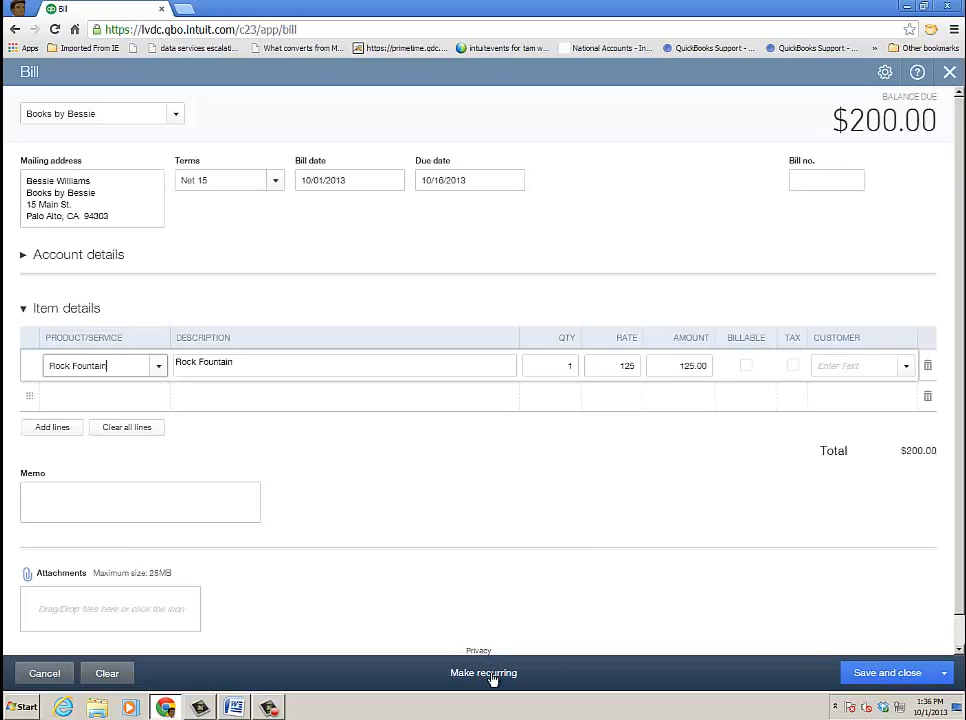 Bill
https://lvdc.qbo.intuit.com/c23/app/bill
Apps Imported From IE data services escalati... What converts from M... https://primetime.qdc... intuitevents for tam w... National Accounts - In... QuickBooks Support - ... QuickBooks Support - ... » Other bookmarks
Bill
BALANCE DUE
Books by Bessie
$200.00
Mailing address Terms Bill date Due date Bill no.
Bessie Williams
Books by Bessie
15 Main St.
Palo Alto, CA 94303
Net 15 10/01/2013 10/16/2013
Account details
Item details
PRODUCT/SERVICE DESCRIPTION QTY RATE AMOUNT BILLABLE TAX CUSTOMER
Rock Fountain Rock Fountain 1 125 125.00 Enter Text
Add lines Clear all lines
Total $200.00
Memo
Attachments Maximum size: 25MB
Drag/Drop files here or click the icon
Privacy
Cancel Clear Make recurring Save and close
Start
1:36 PM
10/1/2013